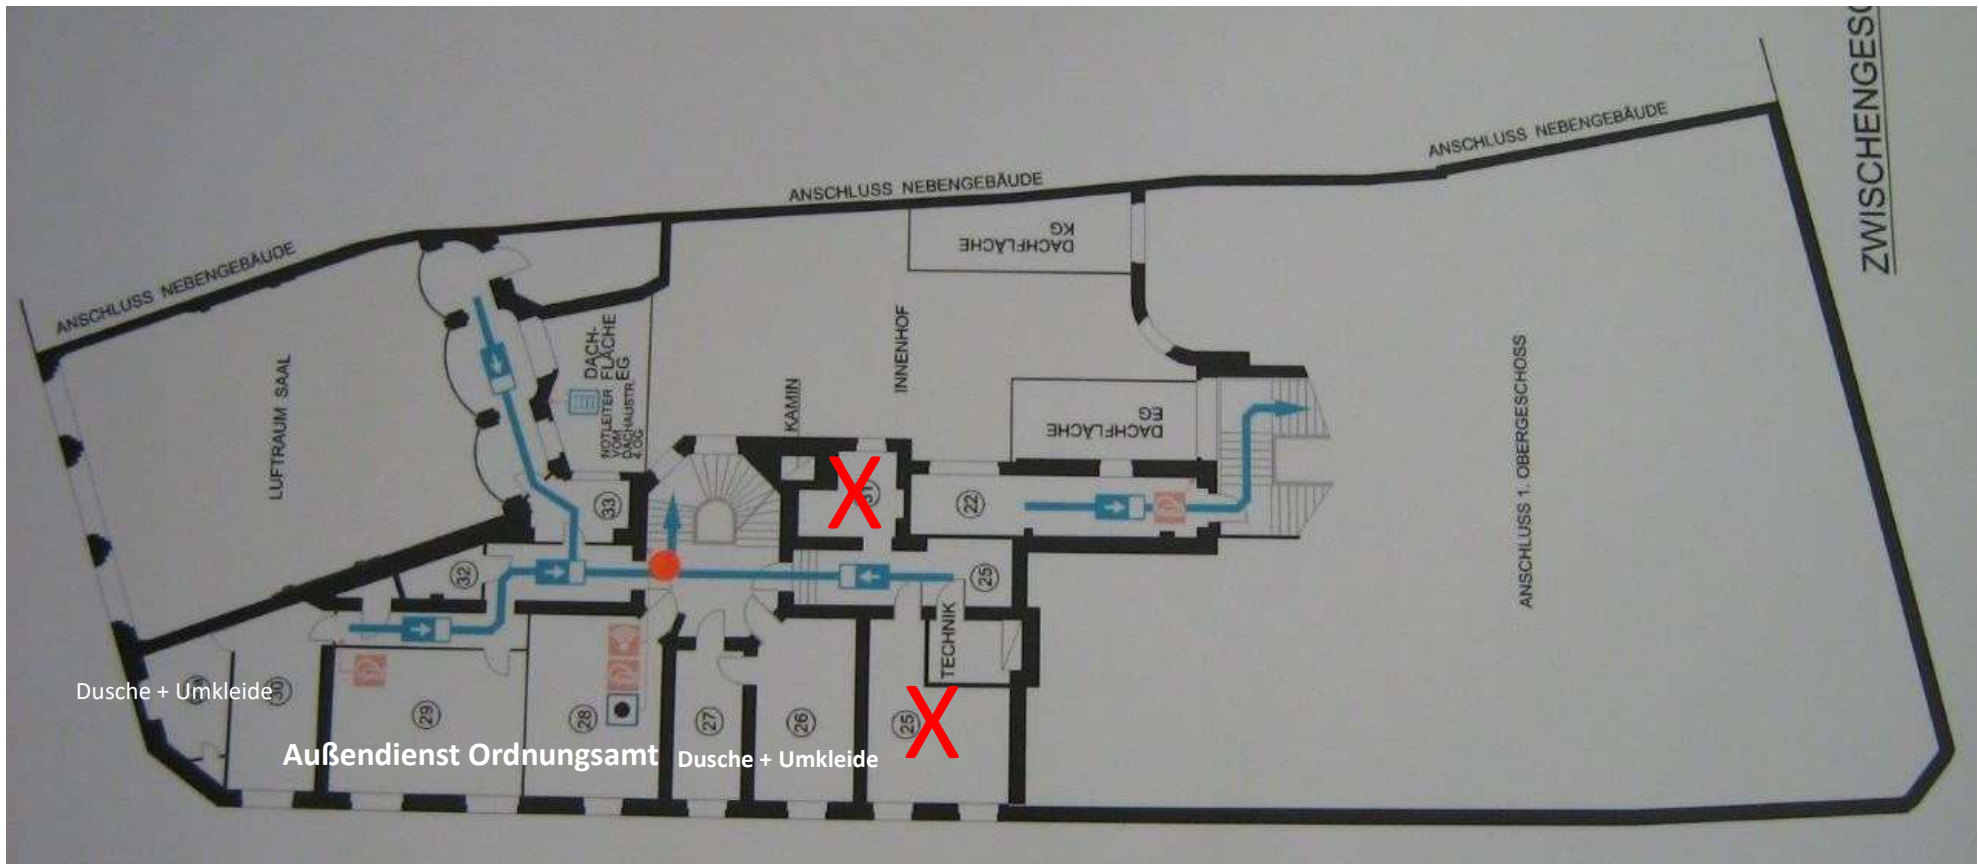 ZWISCHENGESC
ANSCHLUSS NEBENGEBÄUDE
ANSCHLUSS NEBENGEBÄUDE
ANSCHLUSS NEBENGEBÄUDE
DACHFLÄCHE
KG
LUFTRAUM SAAL
DACH-
FLÄCHE
EG
NOTLEITER
VOM
DACHAUSTR.
4.OG
KAMIN
INNENHOF
DACHFLÄCHE
EG
ANSCHLUSS 1. OBERGESCHOSS
33
31
22
32
25
TECHNIK
Dusche + Umkleide
30
29
28
27
26
25
Außendienst Ordnungsamt
Dusche + Umkleide